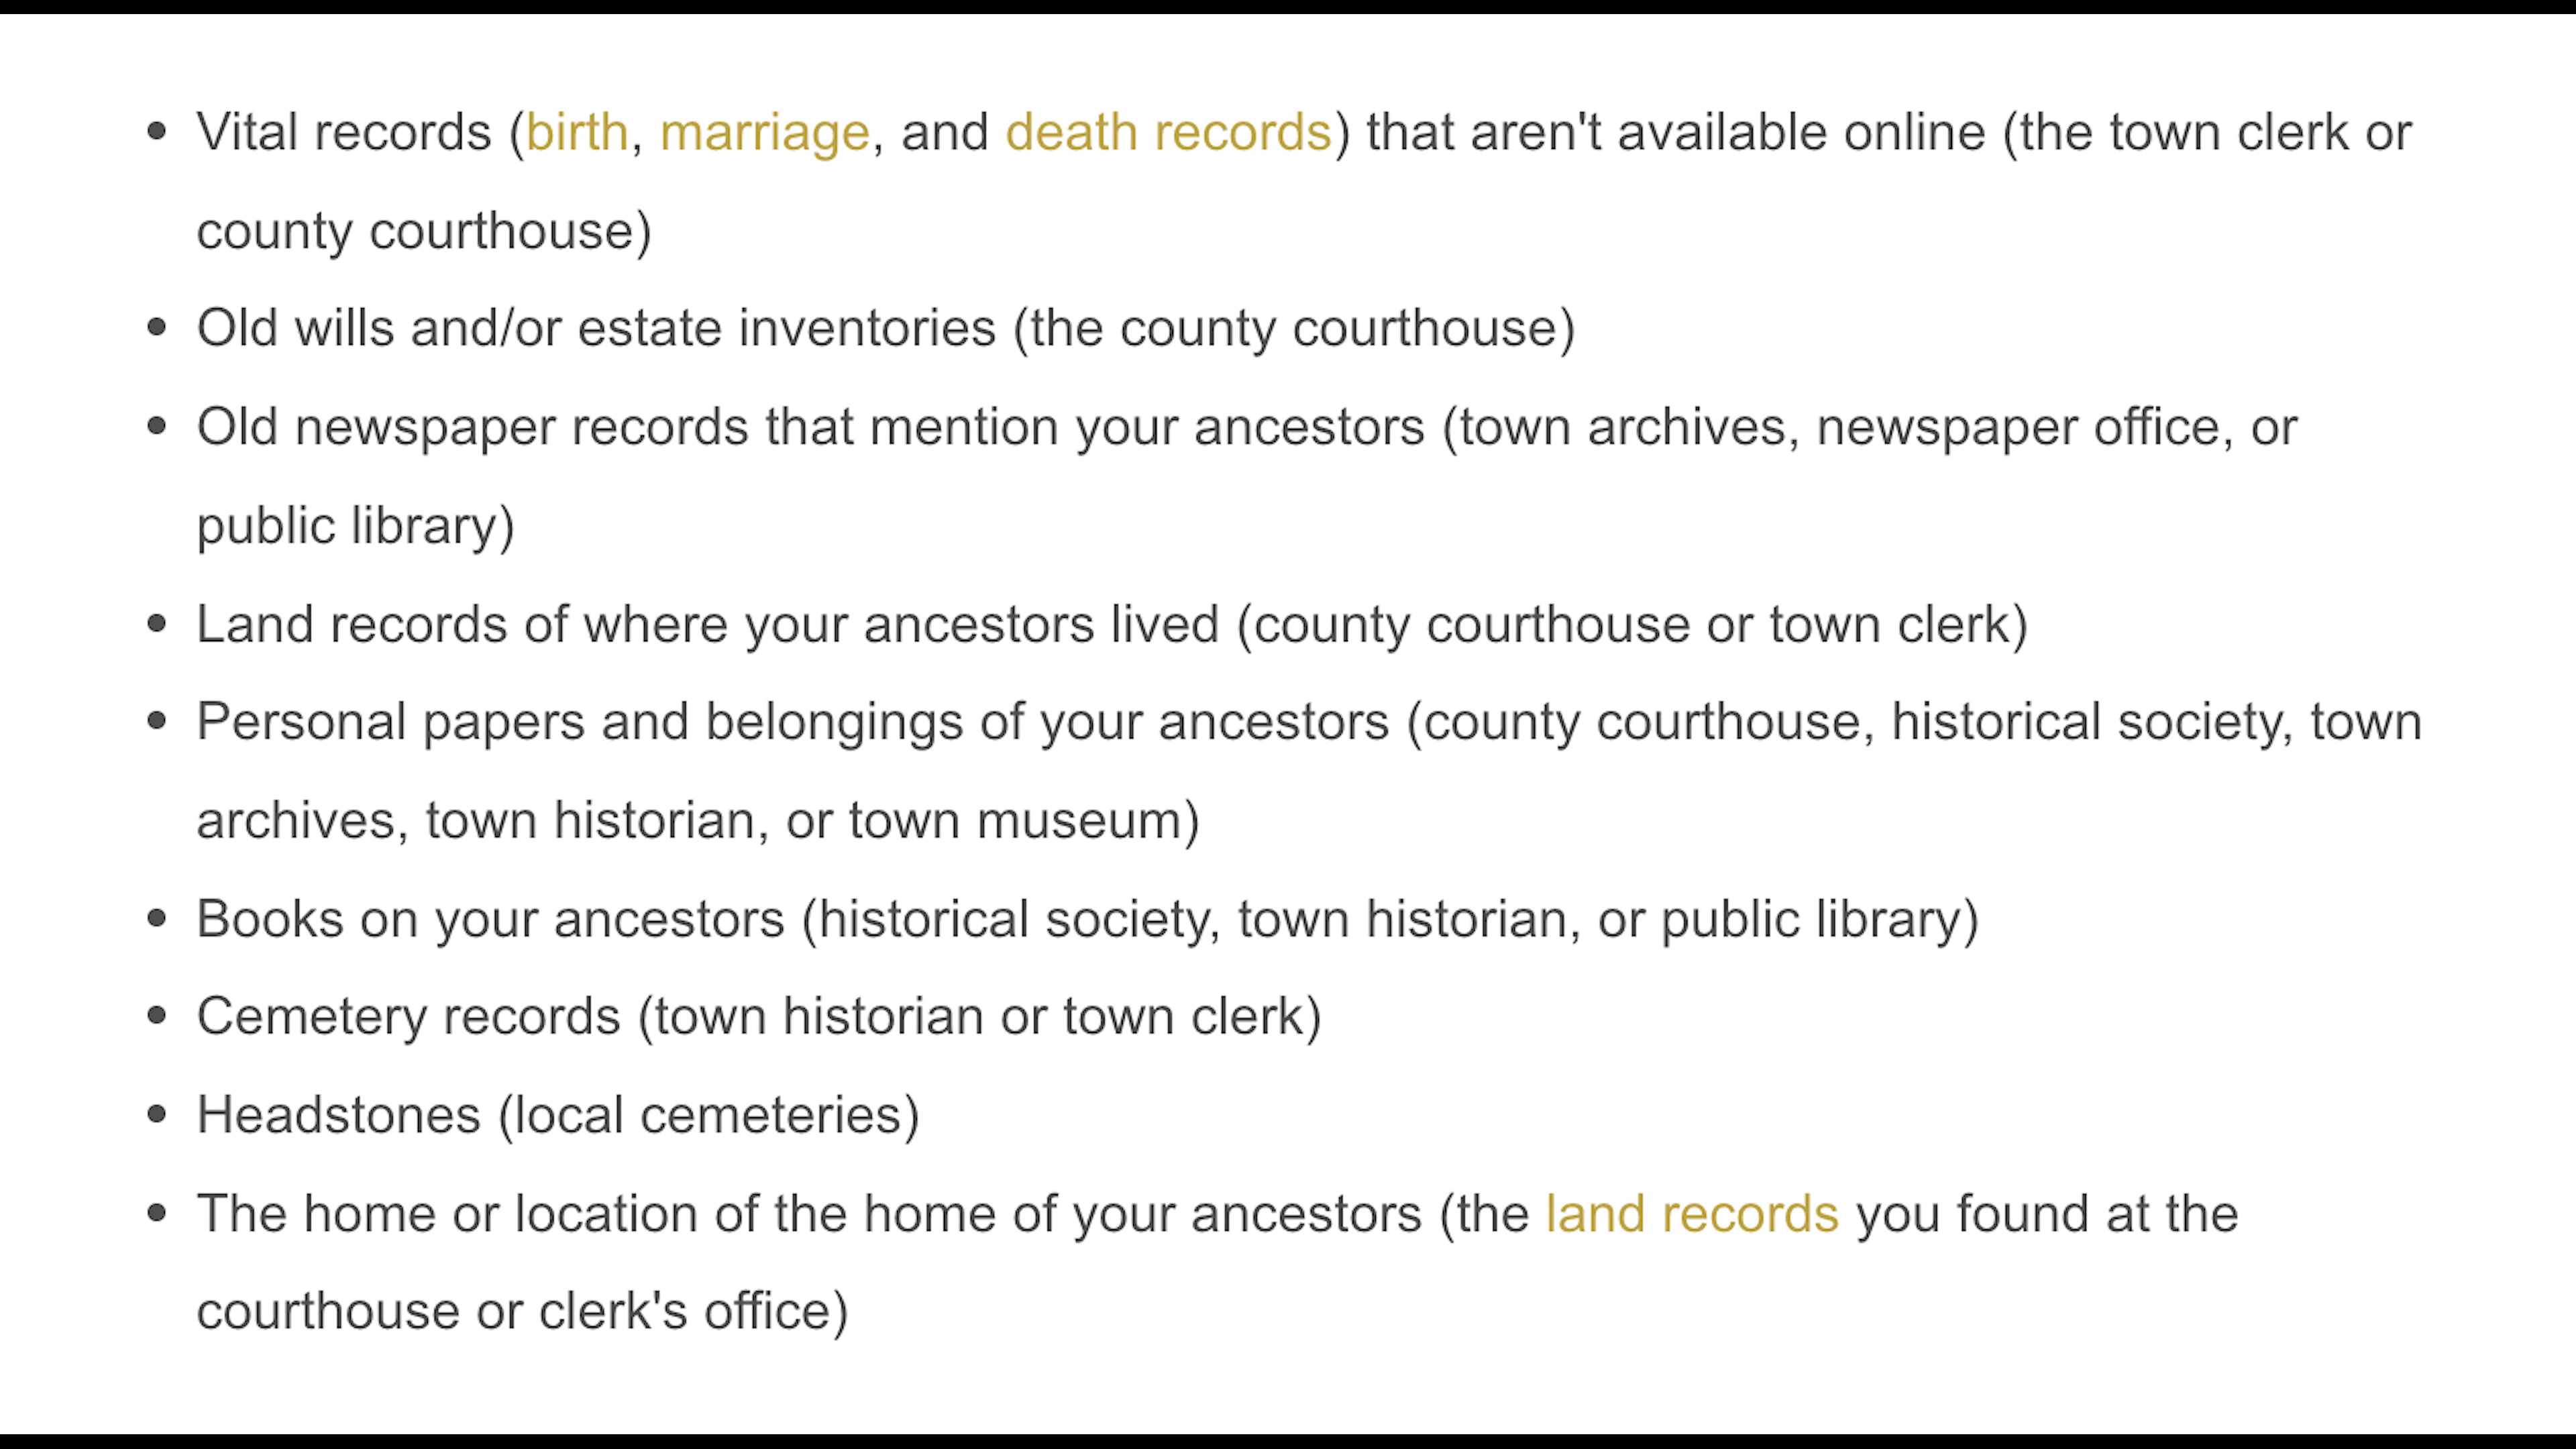 • Vital records (birth, marriage, and death records) that aren't available online (the town clerk or
county courthouse)
• Old wills and/or estate inventories (the county courthouse)
• Old newspaper records that mention your ancestors (town archives, newspaper office, or
public library)
• Land records of where your ancestors lived (county courthouse or town clerk)
• Personal papers and belongings of your ancestors (county courthouse, historical society, town
archives, town historian, or town museum)
• Books on your ancestors (historical society, town historian, or public library)
• Cemetery records (town historian or town clerk)
• Headstones (local cemeteries)
• The home or location of the home of your ancestors (the land records you found at the
courthouse or clerk's office)